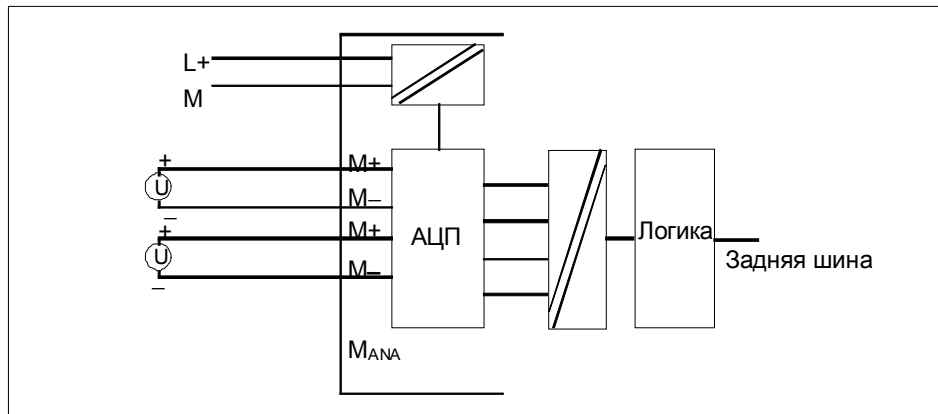 L+
M
+
M+
U
–
M–
+
M+
U
–
M–
АЦП
Логика
Задняя шина
MANA